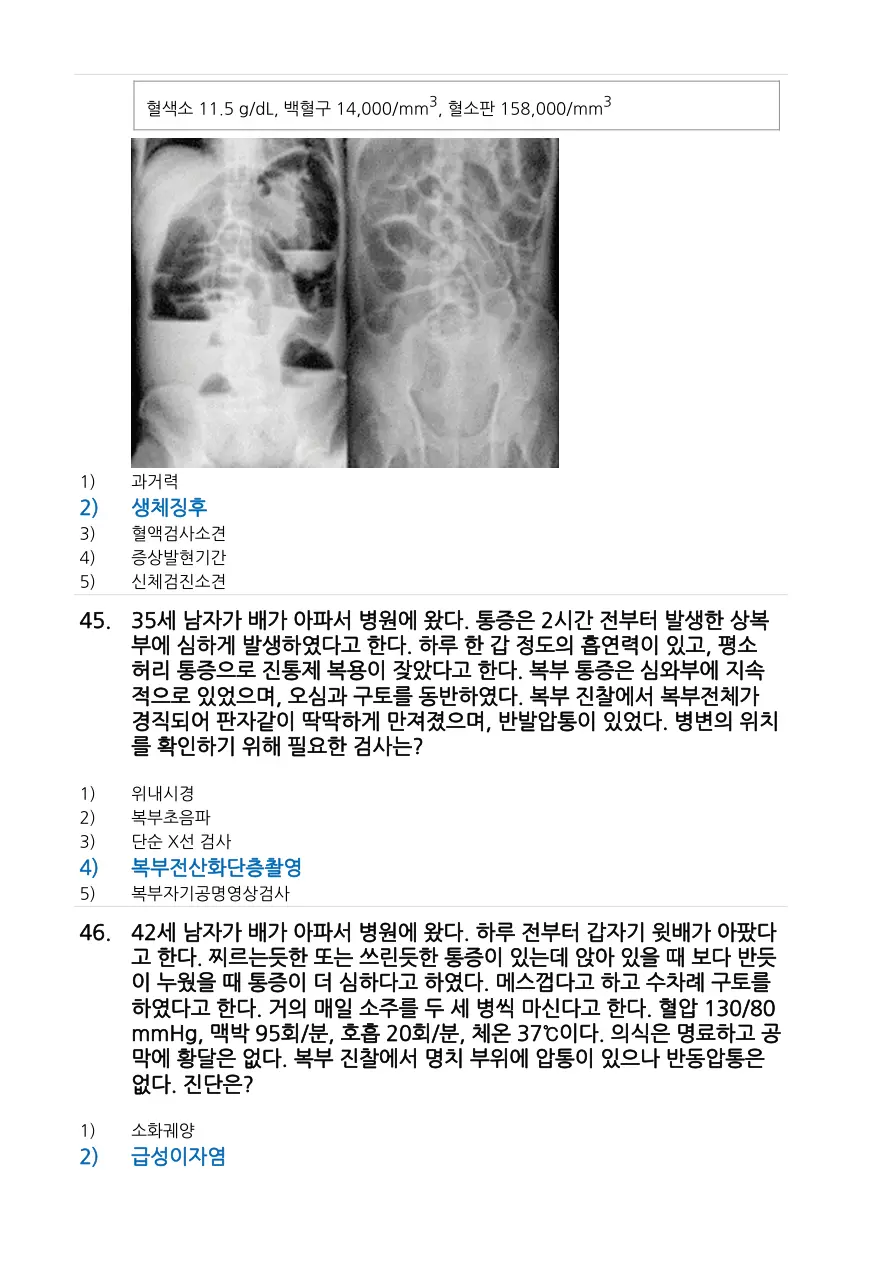 혈색소 11.5 g/dL, 백혈구 14,000/mm3, 혈소판 158,000/mm3
1) 과거력
2) 생체징후
3) 혈액검사소견
4) 증상발현기간
5) 신체검진소견
45. 35세 남자가 배가 아파서 병원에 왔다. 통증은 2시간 전부터 발생한 상복
부에 심하게 발생하였다고 한다. 하루 한 갑 정도의 흡연력이 있고, 평소
허리 통증으로 진통제 복용이 잦았다고 한다. 복부 통증은 심와부에 지속
적으로 있었으며, 오심과 구토를 동반하였다. 복부 진찰에서 복부전체가
경직되어 판자같이 딱딱하게 만져졌으며, 반발압통이 있었다. 병변의 위치
를 확인하기 위해 필요한 검사는?
1) 위내시경
2) 복부초음파
3) 단순 X선 검사
4) 복부전산화단층촬영
5) 복부자기공명영상검사
46. 42세 남자가 배가 아파서 병원에 왔다. 하루 전부터 갑자기 윗배가 아팠다
고 한다. 찌르는듯한 또는 쓰린듯한 통증이 있는데 앉아 있을 때 보다 반듯
이 누웠을 때 통증이 더 심하다고 하였다. 메스껍다고 하고 수차례 구토를
하였다고 한다. 거의 매일 소주를 두 세 병씩 마신다고 한다. 혈압 130/80
mmHg, 맥박 95회/분, 호흡 20회/분, 체온 37℃이다. 의식은 명료하고 공
막에 황달은 없다. 복부 진찰에서 명치 부위에 압통이 있으나 반동압통은
없다. 진단은?
1) 소화궤양
2) 급성이자염